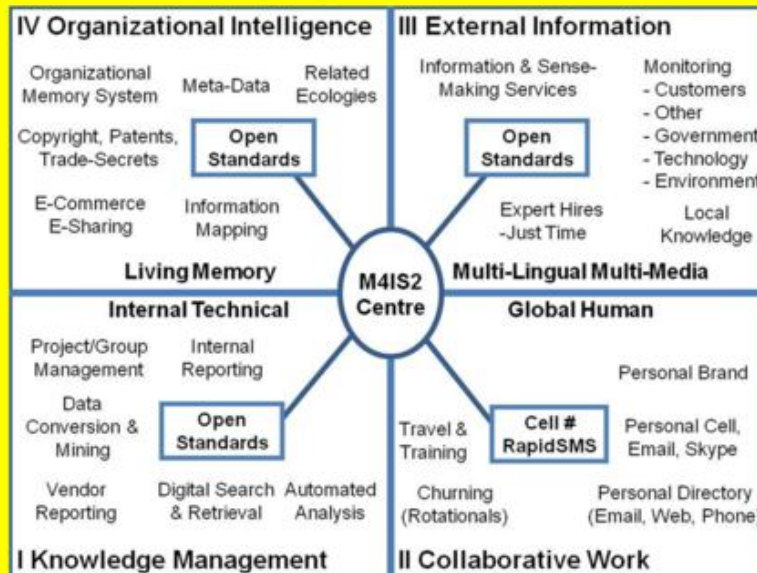 IV Organizational Intelligence
Organizational
Memory System
Meta-Data
Related
Ecologies
Copyright, Patents,
Trade-Secrets
Open
Standards
E-Commerce
E-Sharing
Information
Mapping
Living Memory
III External Information
Information & Sense-
Making Services
Monitoring
- Customers
- Other
- Government
- Technology
- Environment
Open
Standards
Expert Hires
-Just Time
Local
Knowledge
Multi-Lingual Multi-Media
M4IS2
Centre
Internal Technical
Project/Group
Management
Internal
Reporting
Data
Conversion &
Mining
Open
Standards
Vendor
Reporting
Digital Search
& Retrieval
Automated
Analysis
I Knowledge Management
Global Human
Personal Brand
Travel &
Training
Cell #
RapidSMS
Personal Cell,
Email, Skype
Churning
(Rotationals)
Personal Directory
(Email, Web, Phone)
II Collaborative Work